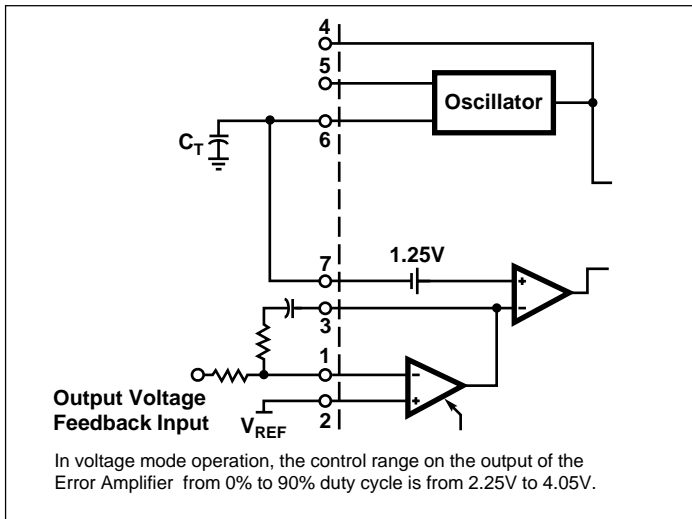 4
5
Oscillator
6
CT
7
1.25V
+
−
3
1
−
+
2
Output Voltage
Feedback Input
VREF
In voltage mode operation, the control range on the output of the
Error Amplifier from 0% to 90% duty cycle is from 2.25V to 4.05V.